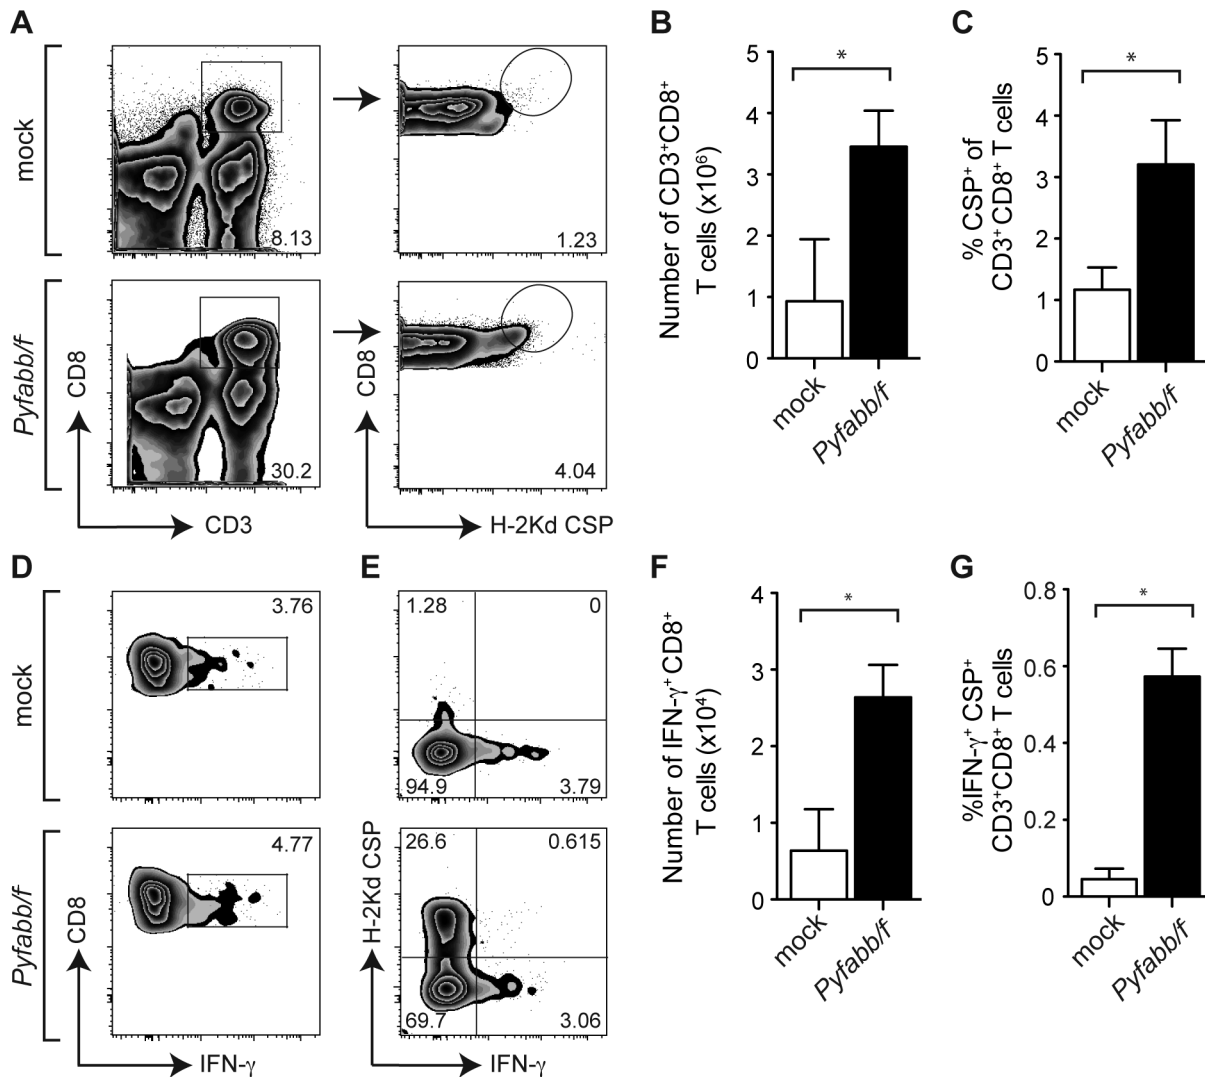 A
mock
8.13
1.23
Pyfabb/f
CD8
30.2
CD3
CD8
4.04
H-2Kd CSP
B
Number of CD3⁺CD8⁺
T cells (x10⁶)
5
4
3
2
1
0
*
mock
Pyfabb/f
C
% CSP⁺ of
CD3⁺CD8⁺ T cells
5
4
3
2
1
0
*
mock
Pyfabb/f
D
mock
3.76
Pyfabb/f
CD8
4.77
IFN-γ
E
1.28
0
94.9
3.79
H-2Kd CSP
26.6
0.615
69.7
3.06
IFN-γ
F
Number of IFN-γ⁺ CD8⁺
T cells (x10⁴)
4
3
2
1
0
*
mock
Pyfabb/f
G
%IFN-γ⁺ CSP⁺
CD3⁺CD8⁺ T cells
0.8
0.6
0.4
0.2
0
*
mock
Pyfabb/f